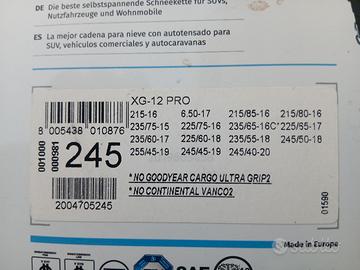 DE Die beste selbstspannende Schneekette für SUVs,
Nutzfahrzeuge und Wohnmobile
ES La mejor cadena para nieve con autotensado para
SUV, vehículos comerciales y autocaravanas
XG-12 PRO
215-16 6.50-17 215/85-16 215/80-16
235/75-15 225/75-16 235/65-16C 225/65-17
235/60-17 225/60-18 235/55-18 245/50-18
255/45-19 245/45-19 245/40-20
*NO GOODYEAR CARGO ULTRA GRIP2
*NO CONTINENTAL VANCO2
8 005438 010876
001000
000981
245
2004705245
01590
Made in Europe
subito